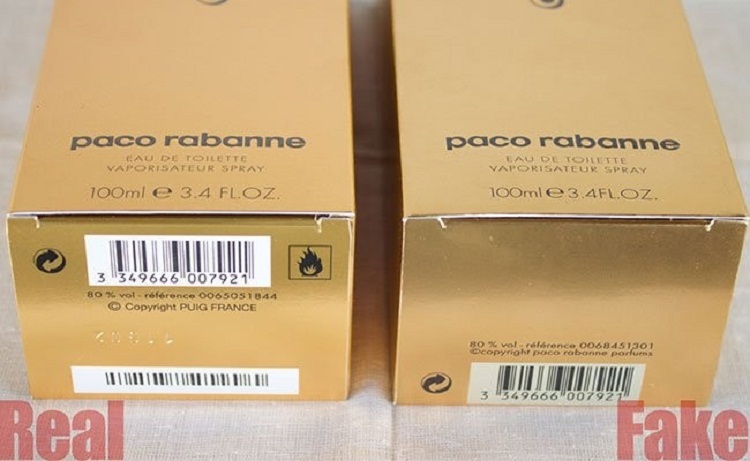 paco rabanne
EAU DE TOILETTE
VAPORISATEUR SPRAY
100ml e 3.4 FL.OZ.
3 349666 007921
80 % vol - référence 0065051844
© Copyright PUIG FRANCE
Real
paco rabanne
EAU DE TOILETTE
VAPORISATEUR SPRAY
100ml e 3.4FL.OZ.
80 % vol - référence 0068451361
©copyright paco rabanne parfums
3 349666 007921
Fake